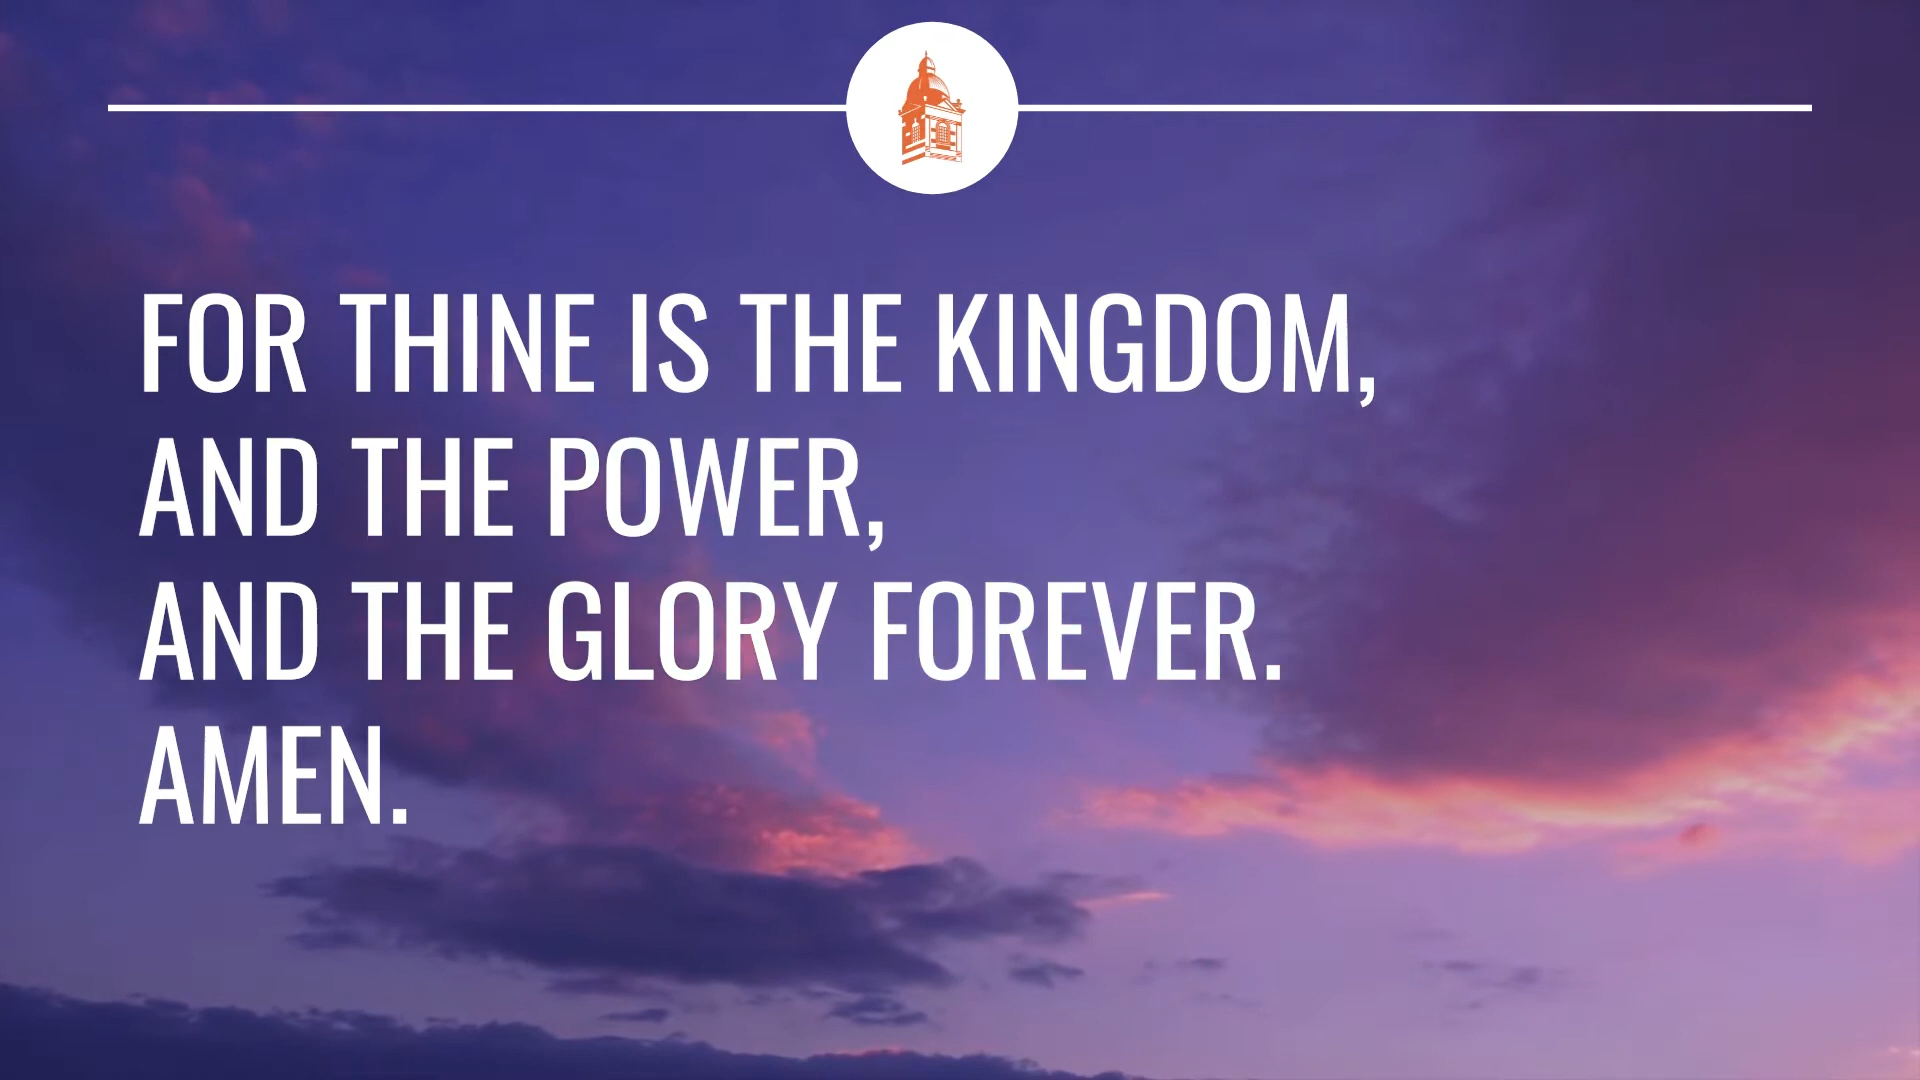 FOR THINE IS THE KINGDOM,
AND THE POWER,
AND THE GLORY FOREVER.
AMEN.